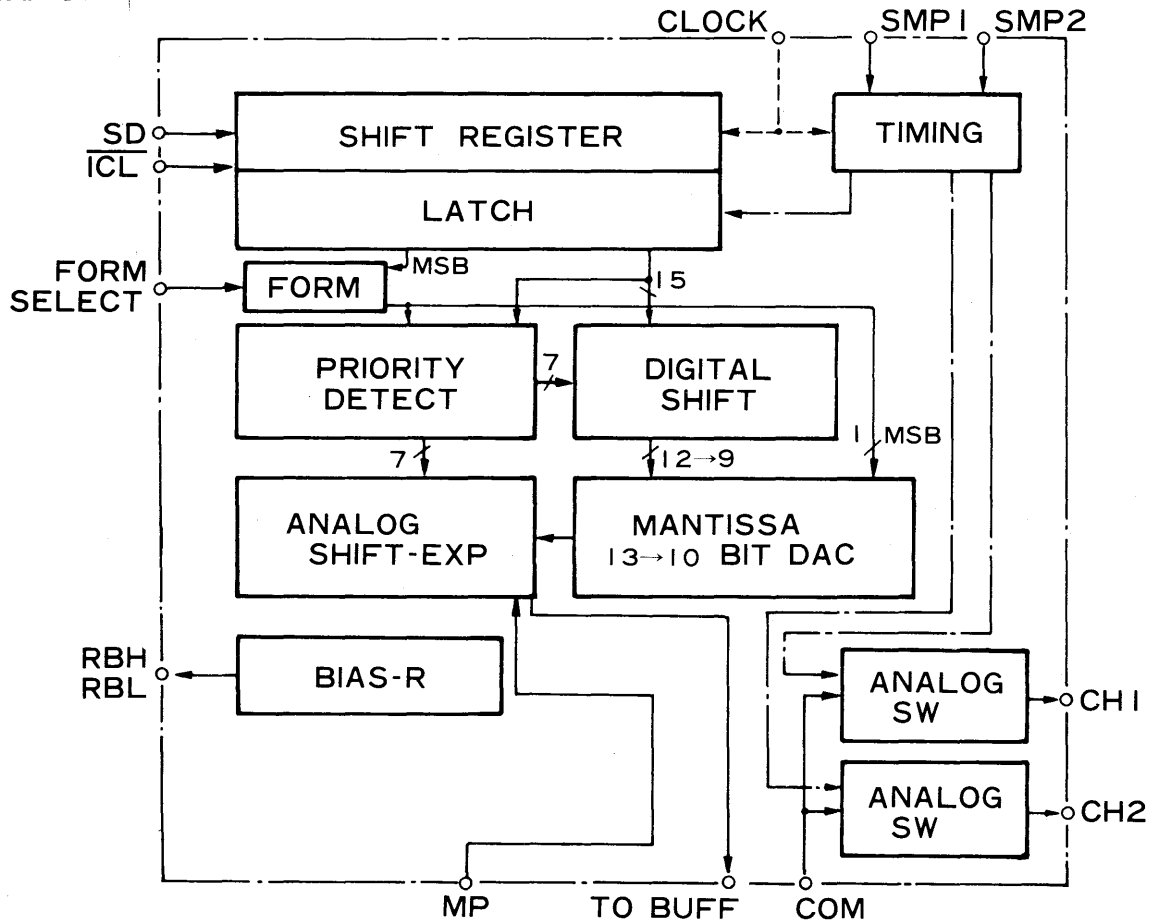 CLOCK
SMP1
SMP2
SD
ICL
SHIFT REGISTER
TIMING
LATCH
FORM
SELECT
FORM
MSB
15
PRIORITY
DETECT
7
DIGITAL
SHIFT
7
12→9
1
MSB
ANALOG
SHIFT-EXP
MANTISSA
13→10 BIT DAC
RBH
RBL
BIAS-R
ANALOG
SW
CH1
ANALOG
SW
CH2
MP
TO BUFF
COM